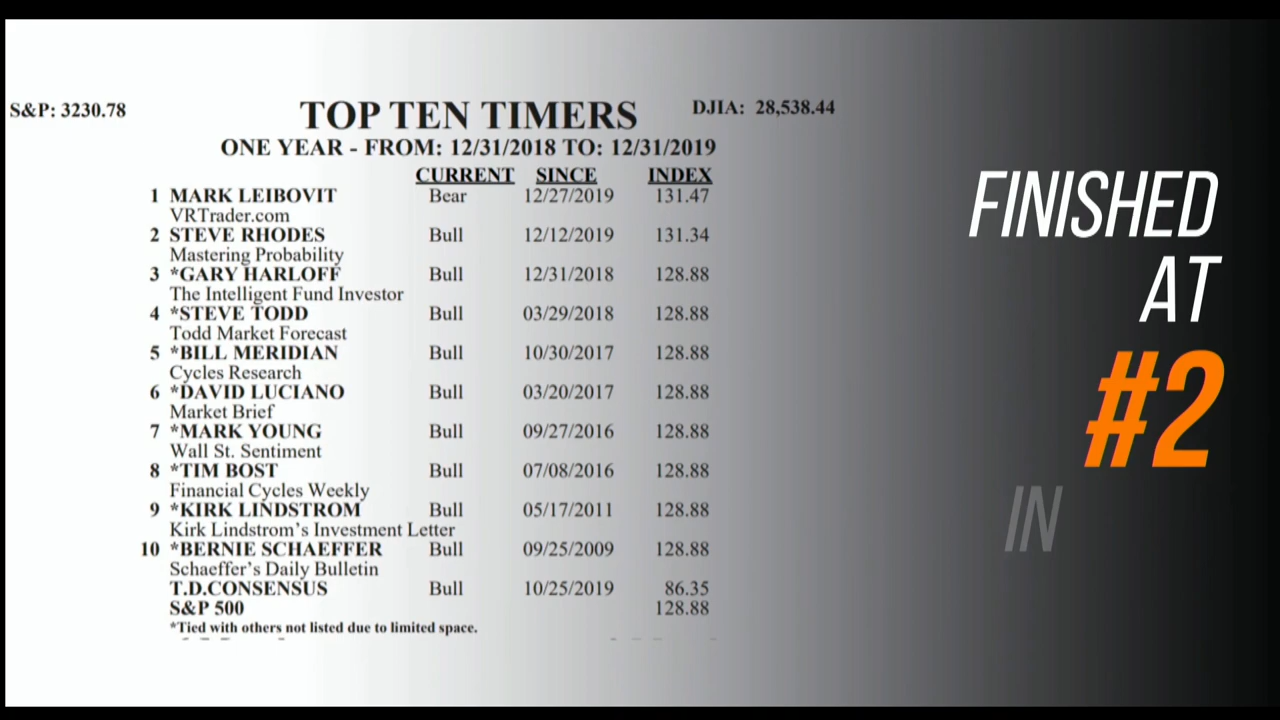 S&P: 3230.78
TOP TEN TIMERS
DJIA: 28,538.44
ONE YEAR - FROM: 12/31/2018 TO: 12/31/2019
CURRENT SINCE INDEX
1 MARK LEIBOVIT Bear 12/27/2019 131.47
VRTrader.com
2 STEVE RHODES Bull 12/12/2019 131.34
Mastering Probability
3 *GARY HARLOFF Bull 12/31/2018 128.88
The Intelligent Fund Investor
4 *STEVE TODD Bull 03/29/2018 128.88
Todd Market Forecast
5 *BILL MERIDIAN Bull 10/30/2017 128.88
Cycles Research
6 *DAVID LUCIANO Bull 03/20/2017 128.88
Market Brief
7 *MARK YOUNG Bull 09/27/2016 128.88
Wall St. Sentiment
8 *TIM BOST Bull 07/08/2016 128.88
Financial Cycles Weekly
9 *KIRK LINDSTROM Bull 05/17/2011 128.88
Kirk Lindstrom's Investment Letter
10 *BERNIE SCHAEFFER Bull 09/25/2009 128.88
Schaeffer's Daily Bulletin
T.D.CONSENSUS Bull 10/25/2019 86.35
S&P 500 128.88
*Tied with others not listed due to limited space.
FINISHED
AT
#2
IN